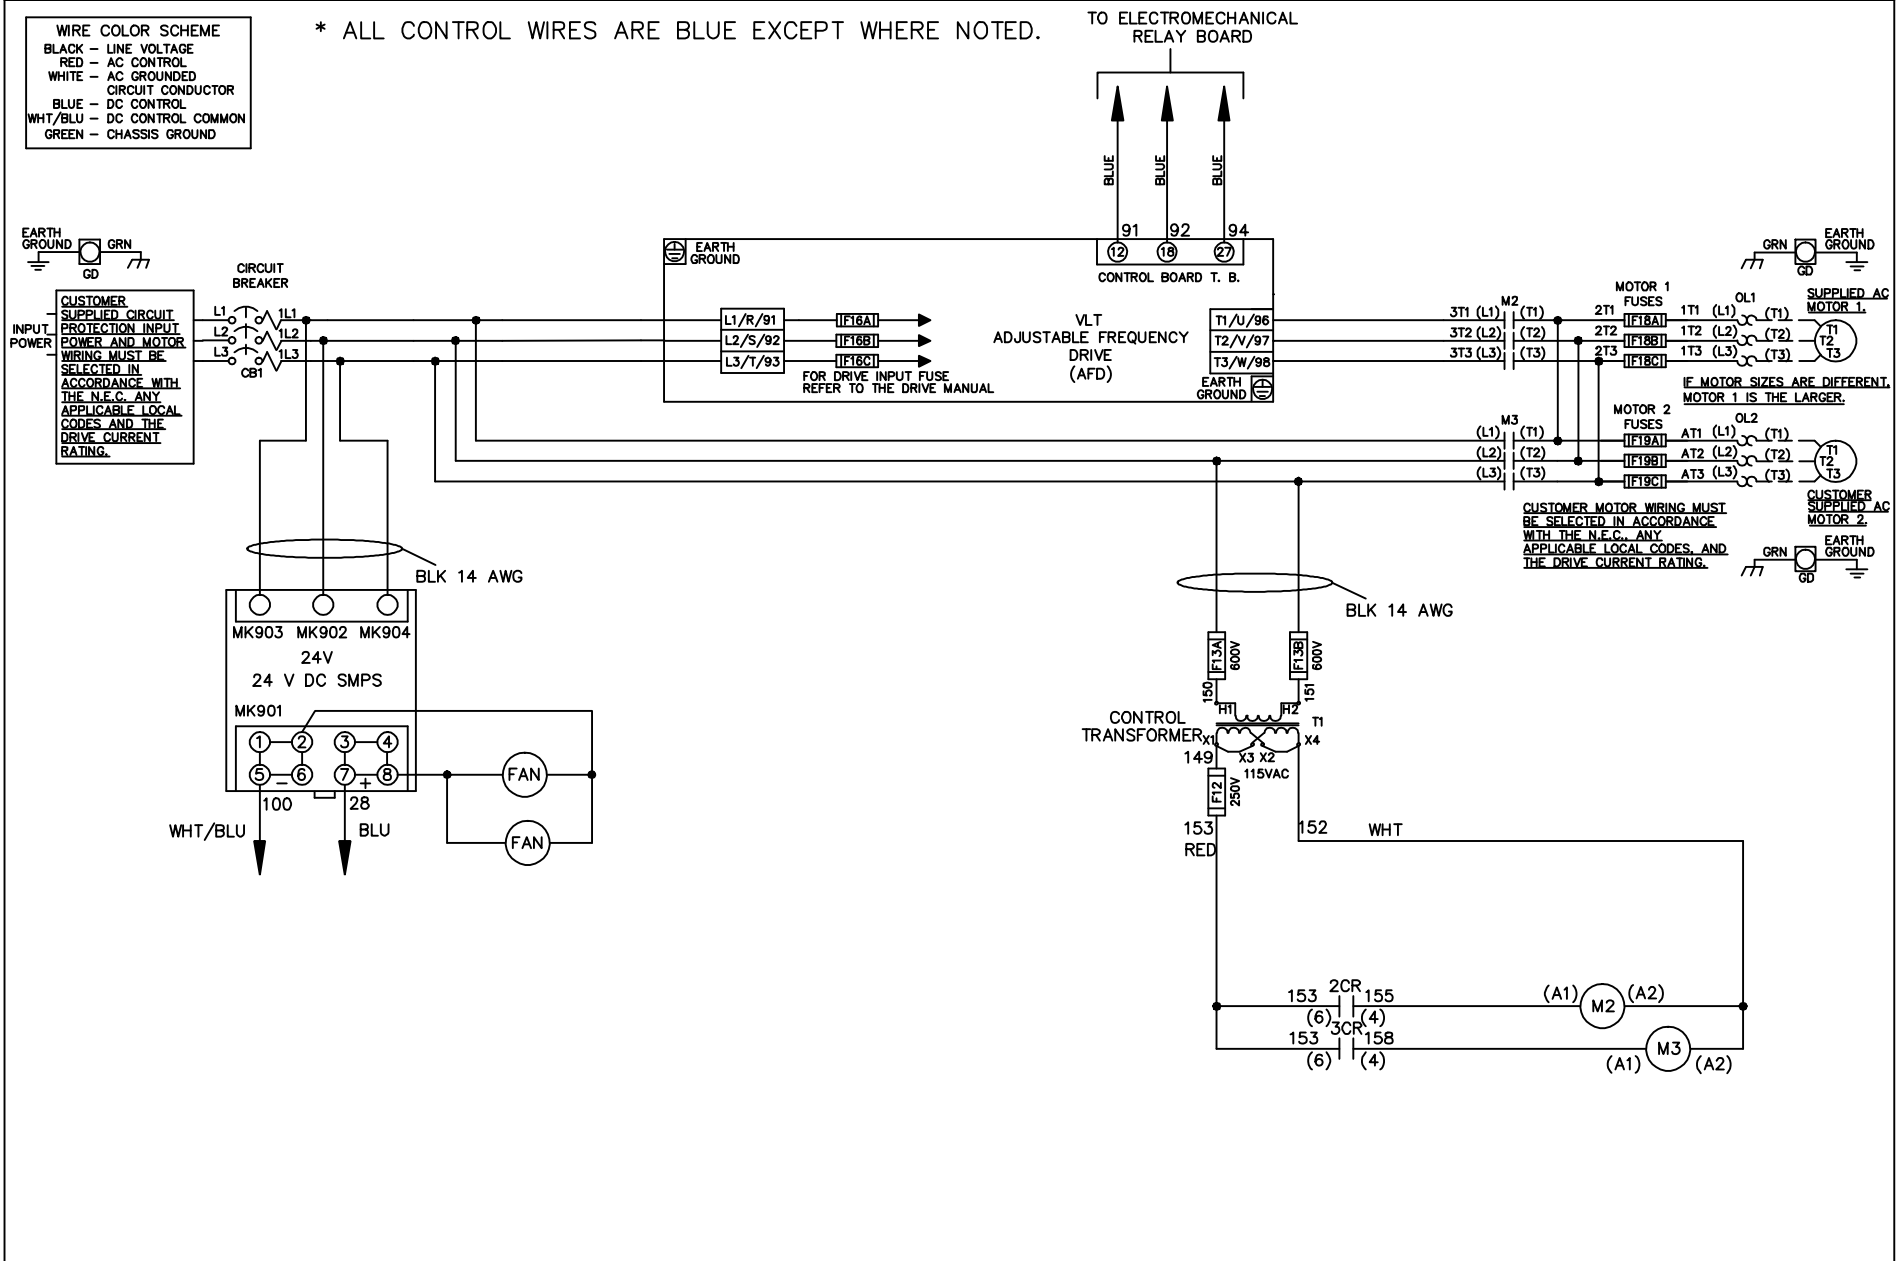 WIRE COLOR SCHEME
BLACK – LINE VOLTAGE
RED – AC CONTROL
WHITE – AC GROUNDED
CIRCUIT CONDUCTOR
BLUE – DC CONTROL
WHT/BLU – DC CONTROL COMMON
GREEN – CHASSIS GROUND
* ALL CONTROL WIRES ARE BLUE EXCEPT WHERE NOTED.
TO ELECTROMECHANICAL
RELAY BOARD
BLUE
BLUE
BLUE
91
92
94
12
18
27
CONTROL BOARD T. B.
EARTH
GROUND
GRN
GD
CIRCUIT
BREAKER
INPUT
POWER
CUSTOMER
SUPPLIED CIRCUIT
PROTECTION INPUT
POWER AND MOTOR
WIRING MUST BE
SELECTED IN
ACCORDANCE WITH
THE N.E.C. ANY
APPLICABLE LOCAL
CODES AND THE
DRIVE CURRENT
RATING.
L1
1L1
L2
1L2
L3
1L3
CB1
EARTH
GROUND
L1/R/91
L2/S/92
L3/T/93
F16A
F16B
F16C
FOR DRIVE INPUT FUSE
REFER TO THE DRIVE MANUAL
VLT
ADJUSTABLE FREQUENCY
DRIVE
(AFD)
T1/U/96
T2/V/97
T3/W/98
EARTH
GROUND
M2
3T1 (L1) (T1)
3T2 (L2) (T2)
3T3 (L3) (T3)
2T1
2T2
2T3
MOTOR 1
FUSES
F18A
F18B
F18C
1T1 (L1)
1T2 (L2)
1T3 (L3)
OL1
(T1)
(T2)
(T3)
GRN
EARTH
GROUND
GD
SUPPLIED AC
MOTOR 1.
T1
T2
T3
IF MOTOR SIZES ARE DIFFERENT,
MOTOR 1 IS THE LARGER.
M3
(L1) (T1)
(L2) (T2)
(L3) (T3)
MOTOR 2
FUSES
F19A
F19B
F19C
AT1 (L1)
AT2 (L2)
AT3 (L3)
OL2
(T1)
(T2)
(T3)
T1
T2
T3
CUSTOMER
SUPPLIED AC
MOTOR 2.
CUSTOMER MOTOR WIRING MUST
BE SELECTED IN ACCORDANCE
WITH THE N.E.C., ANY
APPLICABLE LOCAL CODES, AND
THE DRIVE CURRENT RATING.
GRN
EARTH
GROUND
GD
BLK 14 AWG
MK903 MK902 MK904
24V
24 V DC SMPS
MK901
1
2
3
4
5
–
6
7
+
8
100
28
WHT/BLU
BLU
FAN
FAN
BLK 14 AWG
F13A
600V
F13B
600V
150
151
H1
H2
T1
CONTROL
TRANSFORMER
X1
X4
149
X3 X2
115VAC
F12
250V
153
RED
152
WHT
153
2CR
155
(6)
(4)
(A1)
M2
(A2)
153
3CR
158
(6)
(4)
(A1)
M3
(A2)